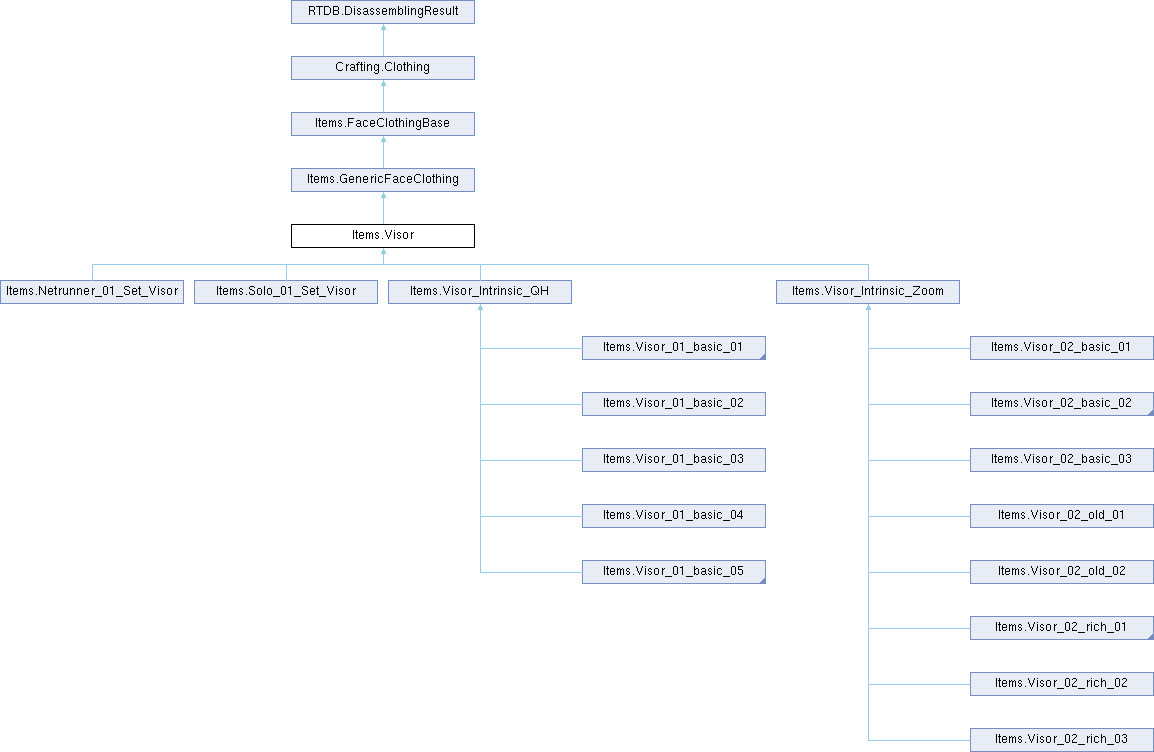 RTDB.DisassemblingResult
Crafting.Clothing
Items.FaceClothingBase
Items.GenericFaceClothing
Items.Visor
Items.Netrunner_01_Set_Visor
Items.Solo_01_Set_Visor
Items.Visor_Intrinsic_QH
Items.Visor_Intrinsic_Zoom
Items.Visor_01_basic_01
Items.Visor_01_basic_02
Items.Visor_01_basic_03
Items.Visor_01_basic_04
Items.Visor_01_basic_05
Items.Visor_02_basic_01
Items.Visor_02_basic_02
Items.Visor_02_basic_03
Items.Visor_02_old_01
Items.Visor_02_old_02
Items.Visor_02_rich_01
Items.Visor_02_rich_02
Items.Visor_02_rich_03